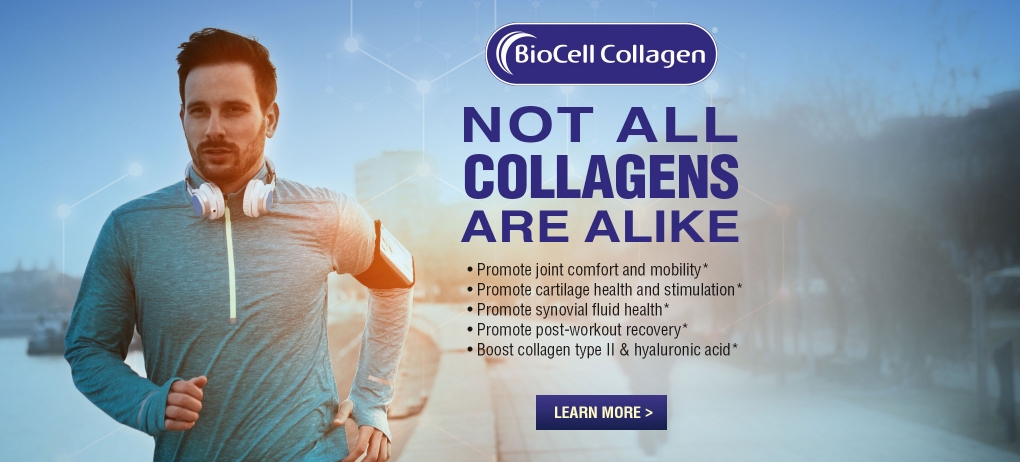 BioCell Collagen
NOT ALL
COLLAGENS
ARE ALIKE
• Promote joint comfort and mobility*
• Promote cartilage health and stimulation*
• Promote synovial fluid health*
• Promote post-workout recovery*
• Boost collagen type II & hyaluronic acid*
LEARN MORE >